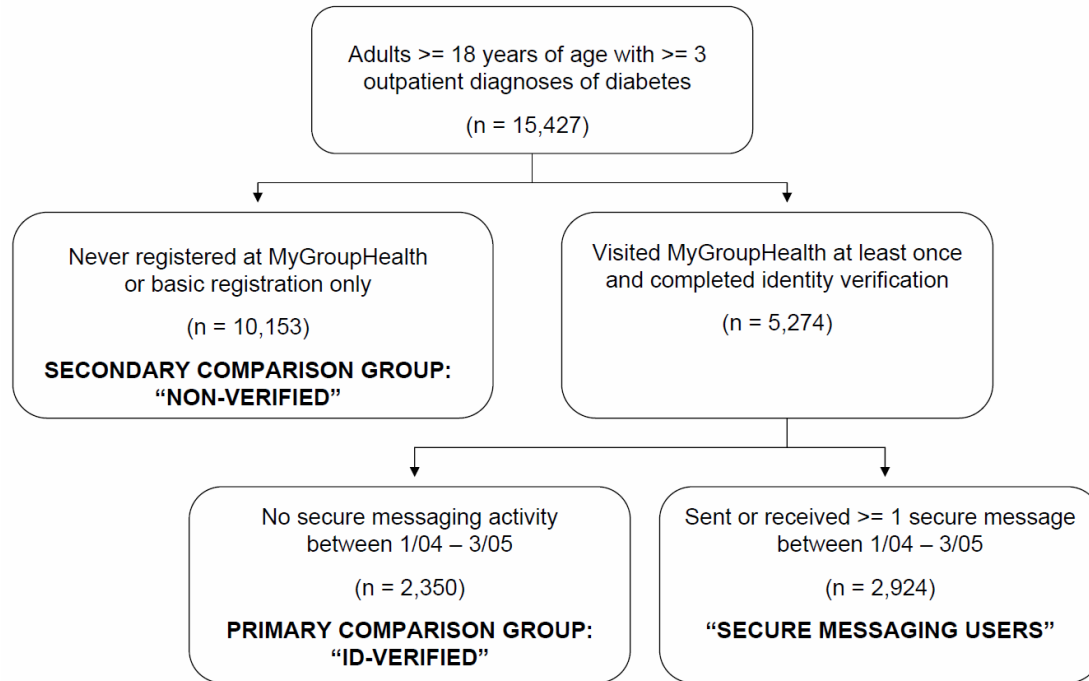 Adults >= 18 years of age with >= 3
outpatient diagnoses of diabetes
(n = 15,427)
Never registered at MyGroupHealth
or basic registration only
(n = 10,153)
SECONDARY COMPARISON GROUP:
“NON-VERIFIED”
Visited MyGroupHealth at least once
and completed identity verification
(n = 5,274)
No secure messaging activity
between 1/04 – 3/05
(n = 2,350)
PRIMARY COMPARISON GROUP:
“ID-VERIFIED”
Sent or received >= 1 secure message
between 1/04 – 3/05
(n = 2,924)
“SECURE MESSAGING USERS”